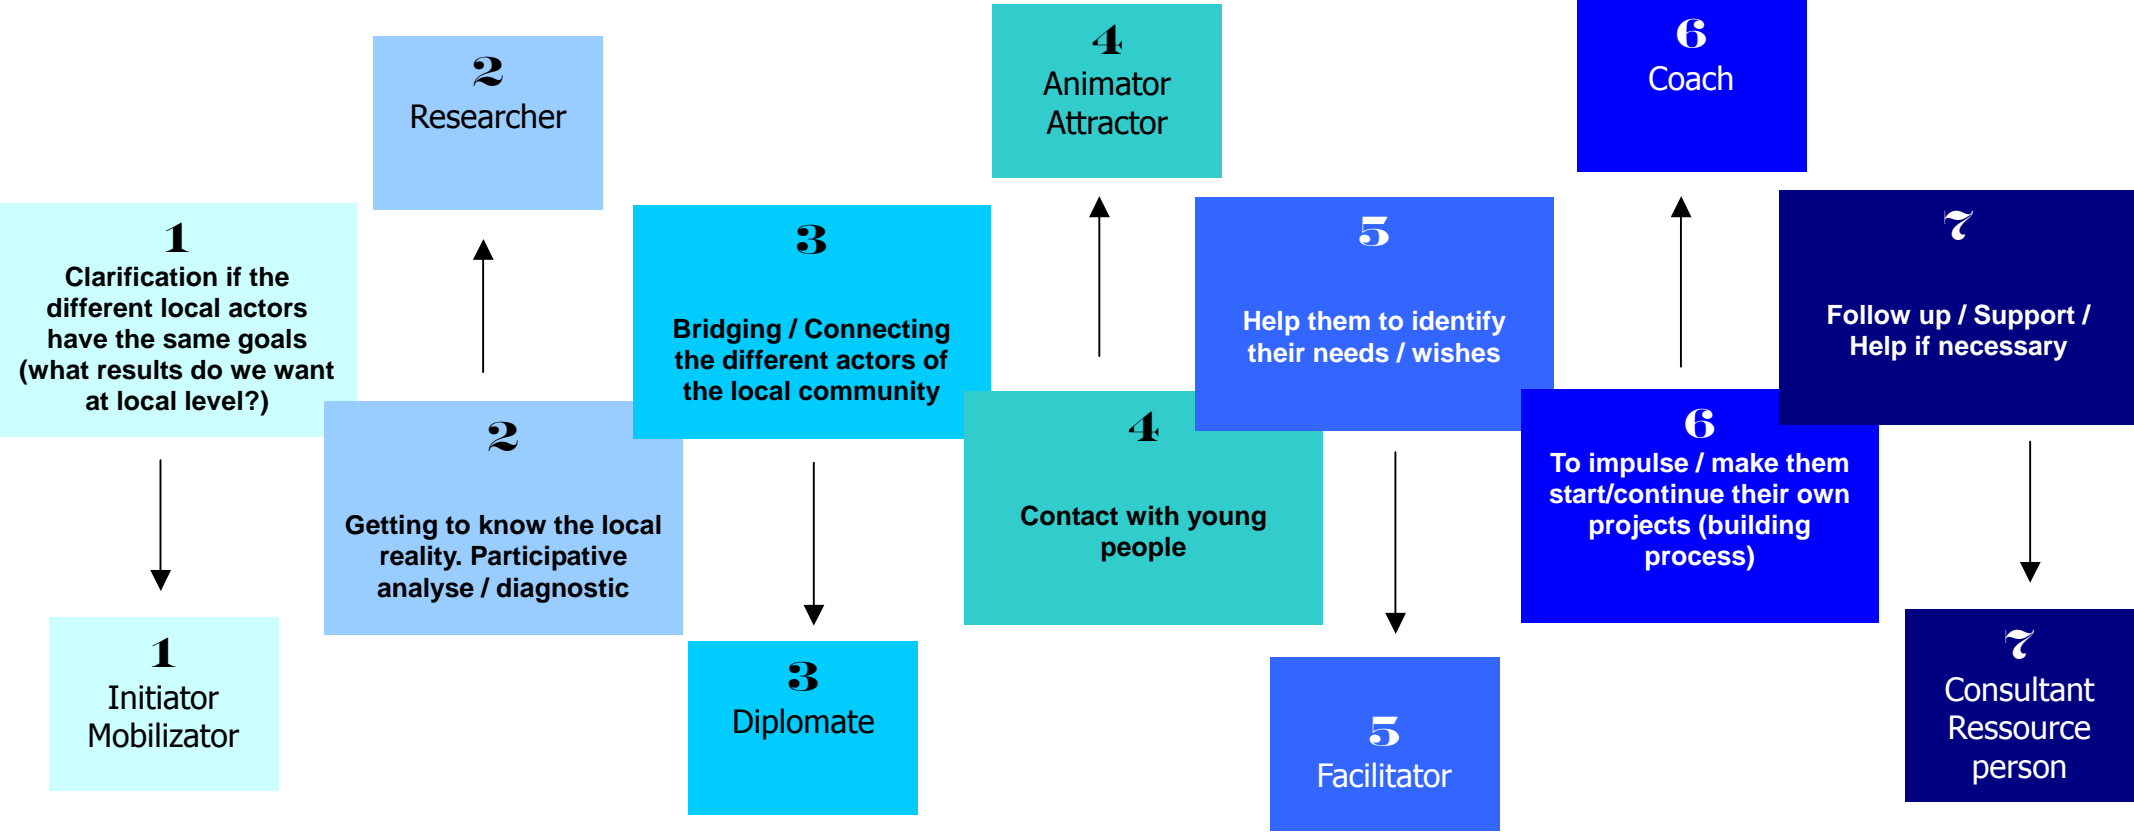 1
Clarification if the
different local actors
have the same goals
(what results do we want
at local level?)
1
Initiator
Mobilizator
2
Researcher
2
Getting to know the local
reality. Participative
analyse / diagnostic
3
Bridging / Connecting
the different actors of
the local community
3
Diplomate
4
Animator
Attractor
4
Contact with young
people
5
Help them to identify
their needs / wishes
5
Facilitator
6
Coach
6
To impulse / make them
start/continue their own
projects (building
process)
7
Follow up / Support /
Help if necessary
7
Consultant
Ressource
person